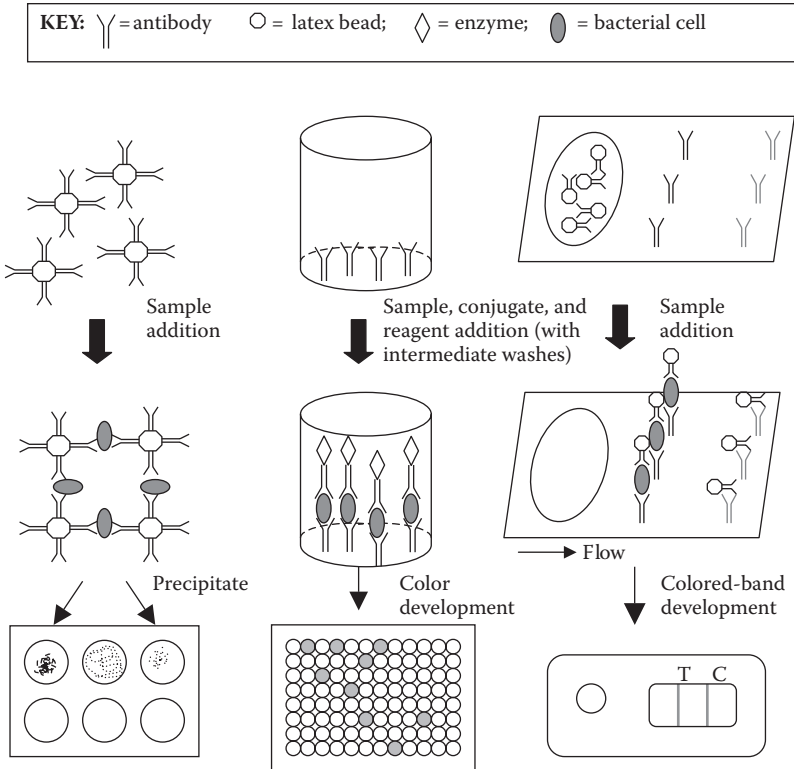 KEY: = antibody = latex bead; = enzyme; = bacterial cell
Sample
addition
Sample, conjugate, and
reagent addition (with
intermediate washes)
Sample
addition
Flow
Precipitate
Color
development
Colored-band
development
T C